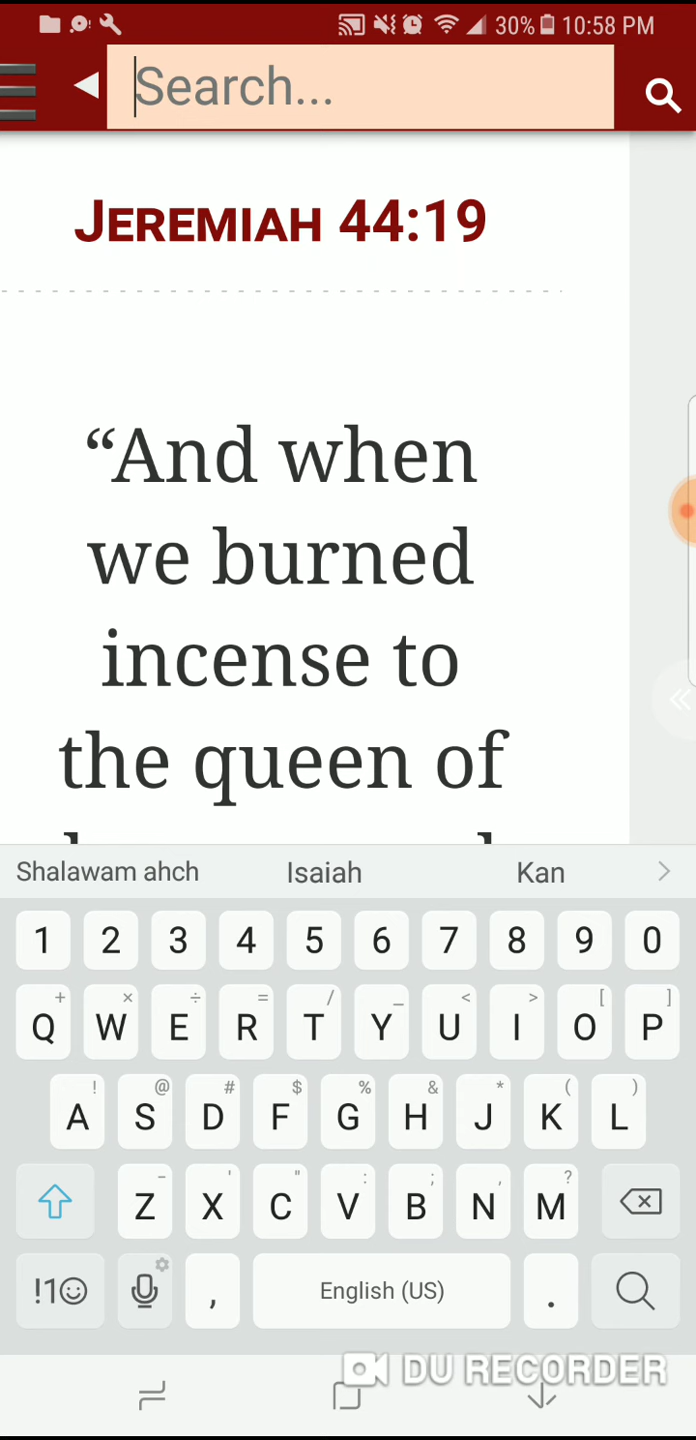 30% 10:58 PM
Search...
JEREMIAH 44:19
“And when
we burned
incense to
the queen of
Shalawam ahch Isaiah Kan
1 2 3 4 5 6 7 8 9 0
+ × ÷ = / _ < > [ ]
Q W E R T Y U I O P
! @ # $ % & * ( )
A S D F G H J K L
- ' " : ; , ?
Z X C V B N M
!1☺ , English (US) .
DU RECORDER